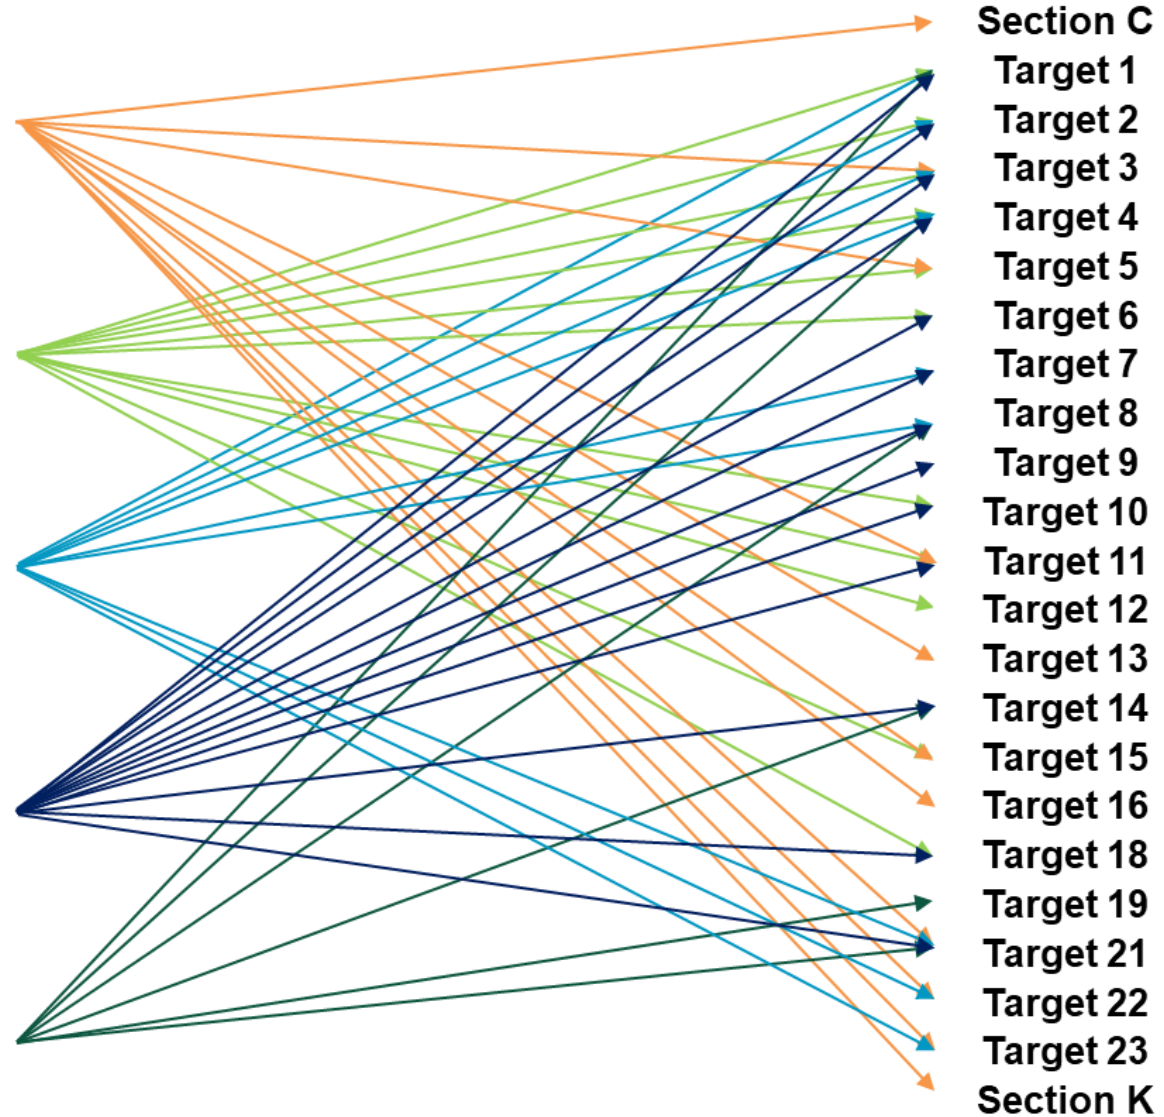 Section C
Target 1
Target 2
Target 3
Target 4
Target 5
Target 6
Target 7
Target 8
Target 9
Target 10
Target 11
Target 12
Target 13
Target 14
Target 15
Target 16
Target 18
Target 19
Target 21
Target 22
Target 23
Section K